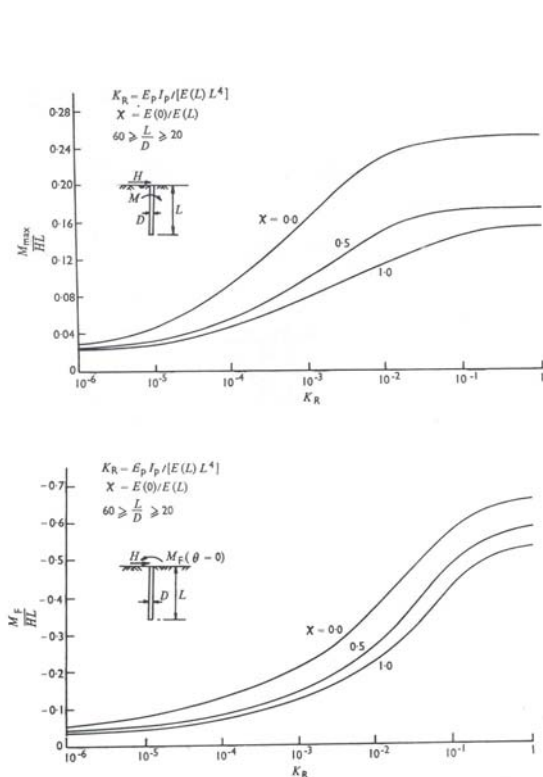 K_R = E_p I_p / [E(L) L^4]
χ = E(0)/E(L)
60 ⩾ L/D ⩾ 20
H
M
D
L
M_max/HL
0·28
0·24
0·20
0·16
0·12
0·08
0·04
0
χ = 0·0
0·5
1·0
10^-6
10^-5
10^-4
10^-3
10^-2
10^-1
1
K_R
K_R = E_p I_p / [E(L) L^4]
χ = E(0)/E(L)
60 ⩾ L/D ⩾ 20
H
M_F (θ = 0)
D
L
M_F/HL
-0·7
-0·6
-0·5
-0·4
-0·3
-0·2
-0·1
0
χ = 0·0
0·5
1·0
10^-6
10^-5
10^-4
10^-3
10^-2
10^-1
1
K_R